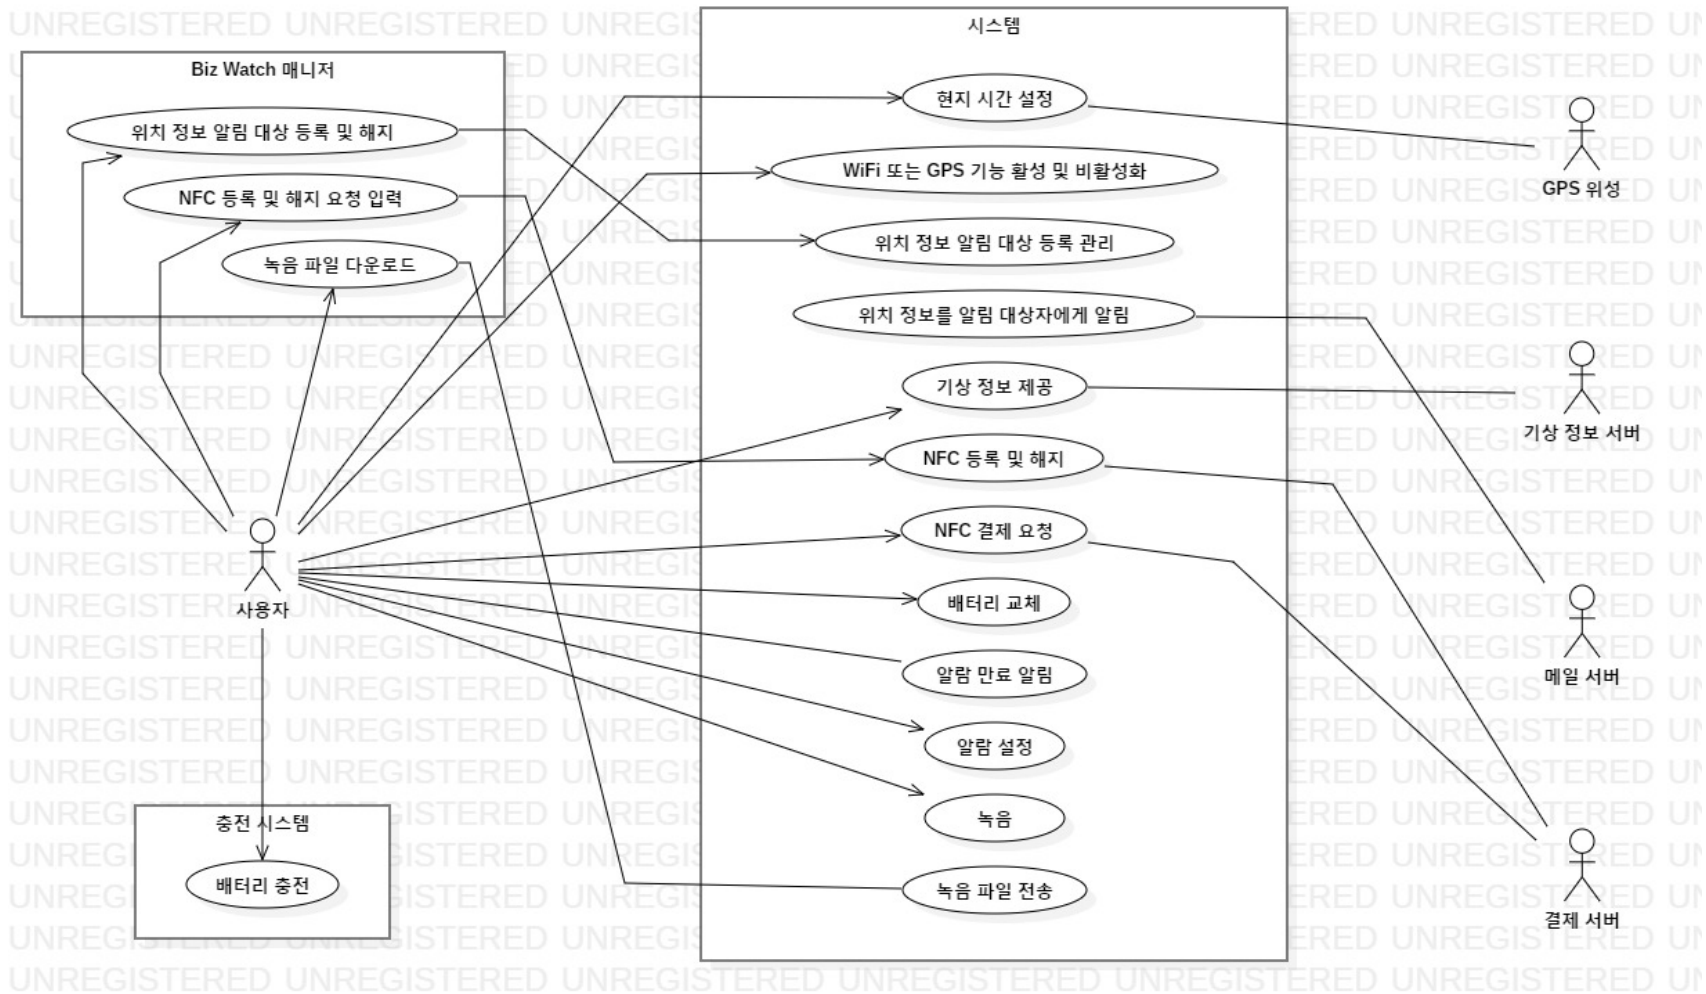 시스템
Biz Watch 매니저
현지 시간 설정
위치 정보 알림 대상 등록 및 해지
WiFi 또는 GPS 기능 활성 및 비활성화
GPS 위성
NFC 등록 및 해지 요청 입력
위치 정보 알림 대상 등록 관리
녹음 파일 다운로드
위치 정보를 알림 대상자에게 알림
기상 정보 제공
기상 정보 서버
NFC 등록 및 해지
NFC 결제 요청
사용자
배터리 교체
알람 만료 알림
메일 서버
알람 설정
충전 시스템
녹음
배터리 충전
녹음 파일 전송
결제 서버
UNREGISTERED